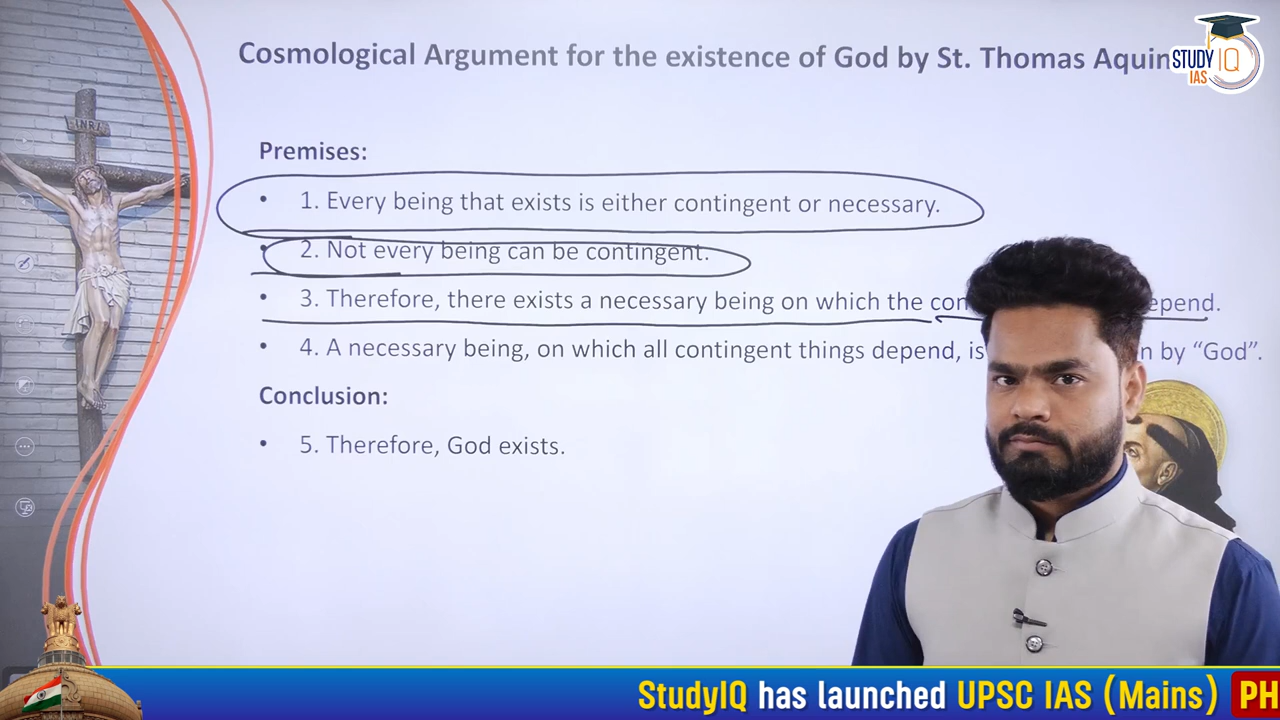 Cosmological Argument for the existence of God by St. Thomas
STUDY IQ
IAS
INRI
Premises:
• 1. Every being that exists is either contingent or necessary.
• 2. Not every being can be contingent.
• 3. Therefore, there exists a necessary being on which the depend.
• 4. A necessary being, on which all contingent things depend, is by “God”.
Conclusion:
• 5. Therefore, God exists.
StudyIQ has launched UPSC IAS (Mains) PH